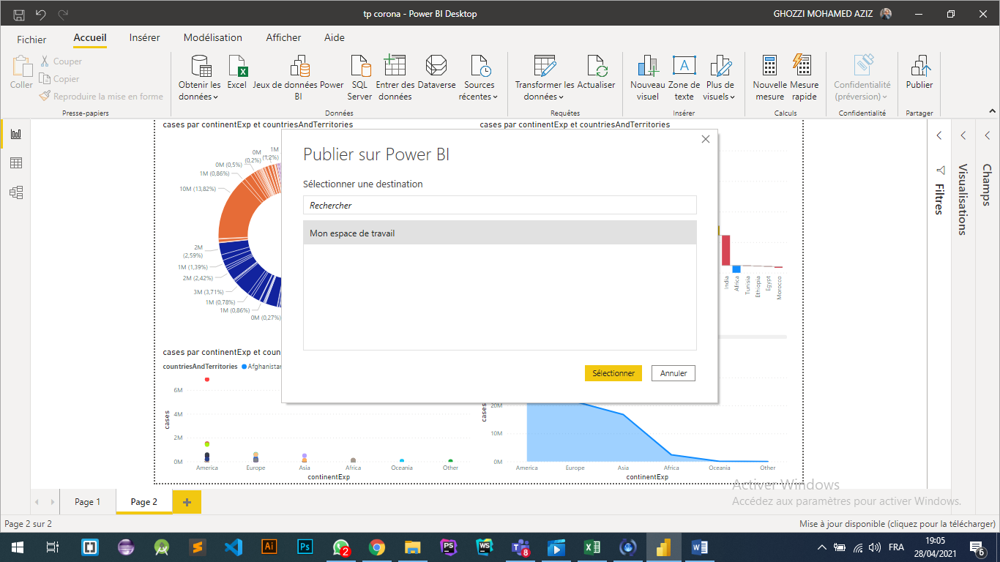 tp corona - Power BI Desktop
GHOZZI MOHAMED AZIZ
Fichier
Accueil
Insérer
Modélisation
Afficher
Aide
Coller
Couper
Copier
Reproduire la mise en forme
Presse-papiers
Obtenir les
données
Excel
Jeux de données Power
BI
SQL
Server
Entrer des
données
Dataverse
Sources
récentes
Données
Transformer les
données
Actualiser
Requêtes
Nouveau
visuel
Zone de
texte
Plus de
visuels
Insérer
Nouvelle
mesure
Mesure
rapide
Calculs
Confidentialité
(préversion)
Confidentialité
Publier
Partager
cases par continentExp et countriesAndTerritories
0M
(0,2%)
1M
(1,2%)
0M (0,5%)
1M (0,86%)
10M (13,82%)
2M
(2,59%)
1M (1,39%)
2M (2,42%)
3M (3,71%)
1M (0,78%)
1M (0,86%)
0M (0,27%)
cases par continentExp et countriesAndTerritories
India
Africa
Tunisia
Ethiopia
Egypt
Morocco
Publier sur Power BI
Sélectionner une destination
Rechercher
Mon espace de travail
Sélectionner
Annuler
Filtres
Visualisations
Champs
cases par continentExp et coun
countriesAndTerritories
Afghanistan
6M
4M
2M
0M
cases
America
Europe
Asia
Africa
Oceania
Other
continentExp
20M
10M
0M
cases
America
Europe
Asia
Africa
Oceania
Other
continentExp
Activer Windows
Accédez aux paramètres pour activer Windows.
Page 1
Page 2
Page 2 sur 2
Mise à jour disponible (cliquez pour la télécharger)
Ai
Ps
2
PS
WS
8
FRA
19:05
28/04/2021
6